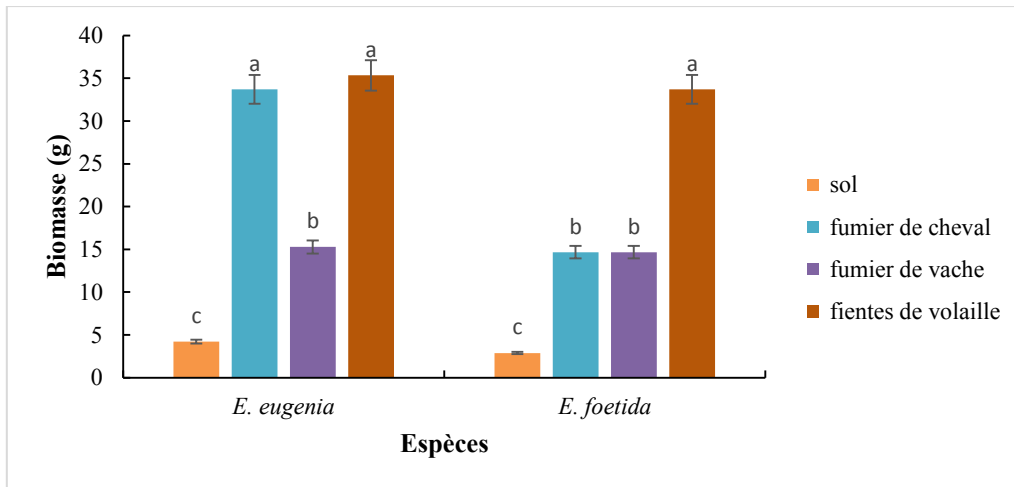 40
35
30
25
20
15
10
5
0
Biomasse (g)
c
a
b
a
c
b
b
a
E. eugenia
E. foetida
Espèces
sol
fumier de cheval
fumier de vache
fientes de volaille